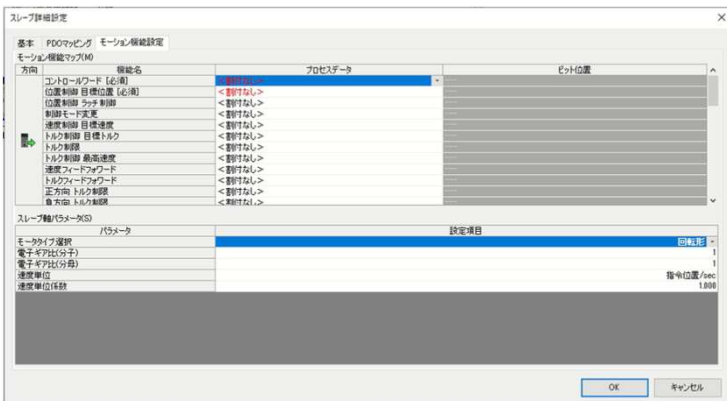 スレーブ詳細設定
基本 PDOマッピング モーション機能設定
モーション機能マップ(M)
方向 機能名 プロセスデータ ビット位置
コントロールワード [必須] <割付なし> ----
位置制御 目標位置 [必須] <割付なし> ----
位置制御 ラッチ制御 <割付なし> ----
制御モード変更 <割付なし> ----
速度制御 目標速度 <割付なし> ----
トルク制御 目標トルク <割付なし> ----
トルク制限 <割付なし> ----
トルク制御 最高速度 <割付なし> ----
速度フィードフォワード <割付なし> ----
トルクフィードフォワード <割付なし> ----
正方向 トルク制限 <割付なし> ----
負方向 トルク制限 <割付なし> ----
スレーブ軸パラメータ(S)
パラメータ 設定項目
モータタイプ選択 回転形
電子ギア比(分子) 1
電子ギア比(分母) 1
速度単位 指令位置/sec
速度単位係数 1.000
OK キャンセル